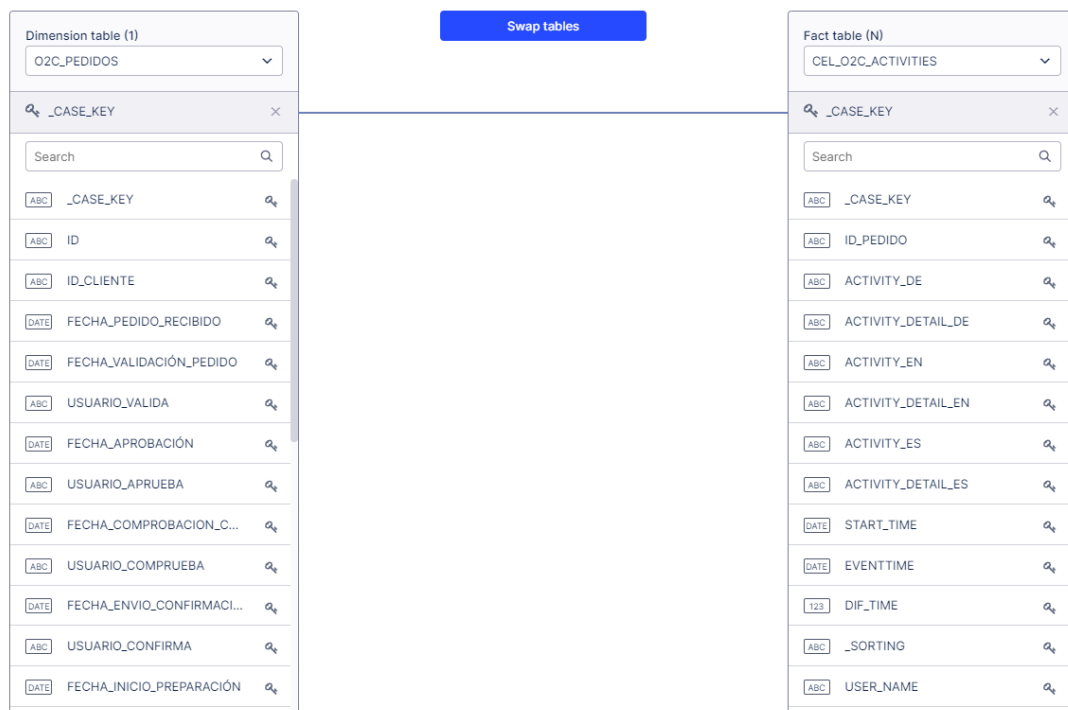 Swap tables
Dimension table (1)
O2C_PEDIDOS
_CASE_KEY
Search
ABC _CASE_KEY
ABC ID
ABC ID_CLIENTE
DATE FECHA_PEDIDO_RECIBIDO
DATE FECHA_VALIDACIÓN_PEDIDO
ABC USUARIO_VALIDA
DATE FECHA_APROBACIÓN
ABC USUARIO_APRUEBA
DATE FECHA_COMPROBACION_C...
ABC USUARIO_COMPRUEBA
DATE FECHA_ENVIO_CONFIRMACI...
ABC USUARIO_CONFIRMA
DATE FECHA_INICIO_PREPARACIÓN
Fact table (N)
CEL_O2C_ACTIVITIES
_CASE_KEY
Search
ABC _CASE_KEY
ABC ID_PEDIDO
ABC ACTIVITY_DE
ABC ACTIVITY_DETAIL_DE
ABC ACTIVITY_EN
ABC ACTIVITY_DETAIL_EN
ABC ACTIVITY_ES
ABC ACTIVITY_DETAIL_ES
DATE START_TIME
DATE EVENTTIME
123 DIF_TIME
ABC _SORTING
ABC USER_NAME